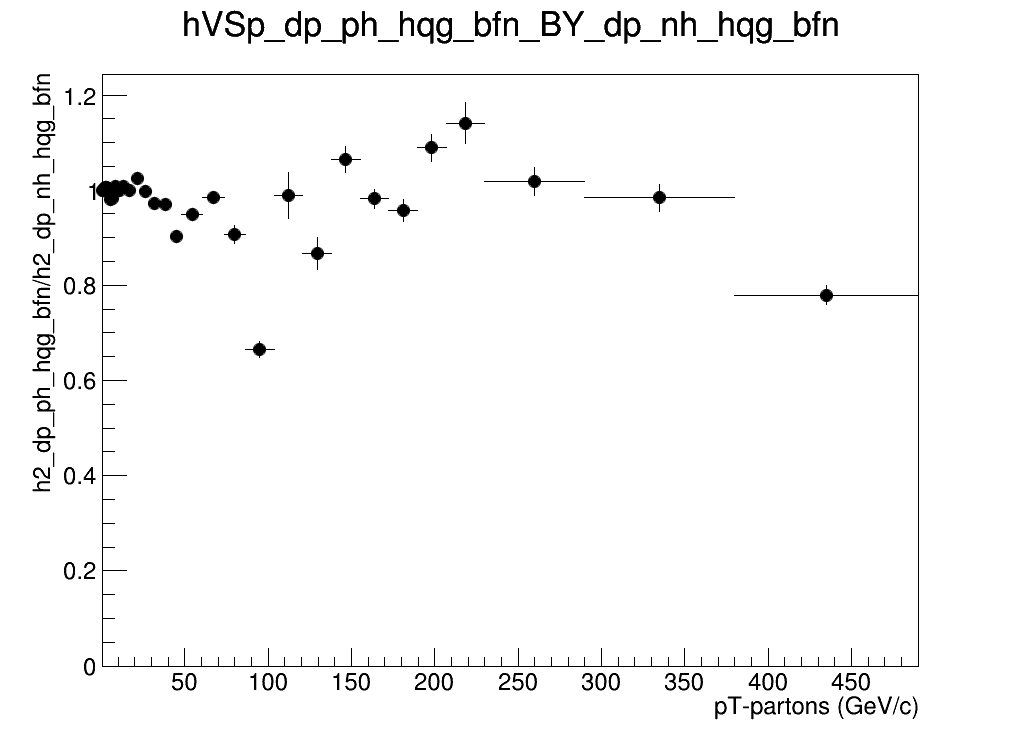 hVSp_dp_ph_hqg_bfn_BY_dp_nh_hqg_bfn
h2_dp_ph_hqg_bfn/h2_dp_nh_hqg_bfn
1.2
1
0.8
0.6
0.4
0.2
0
50 100 150 200 250 300 350 400 450
pT-partons (GeV/c)